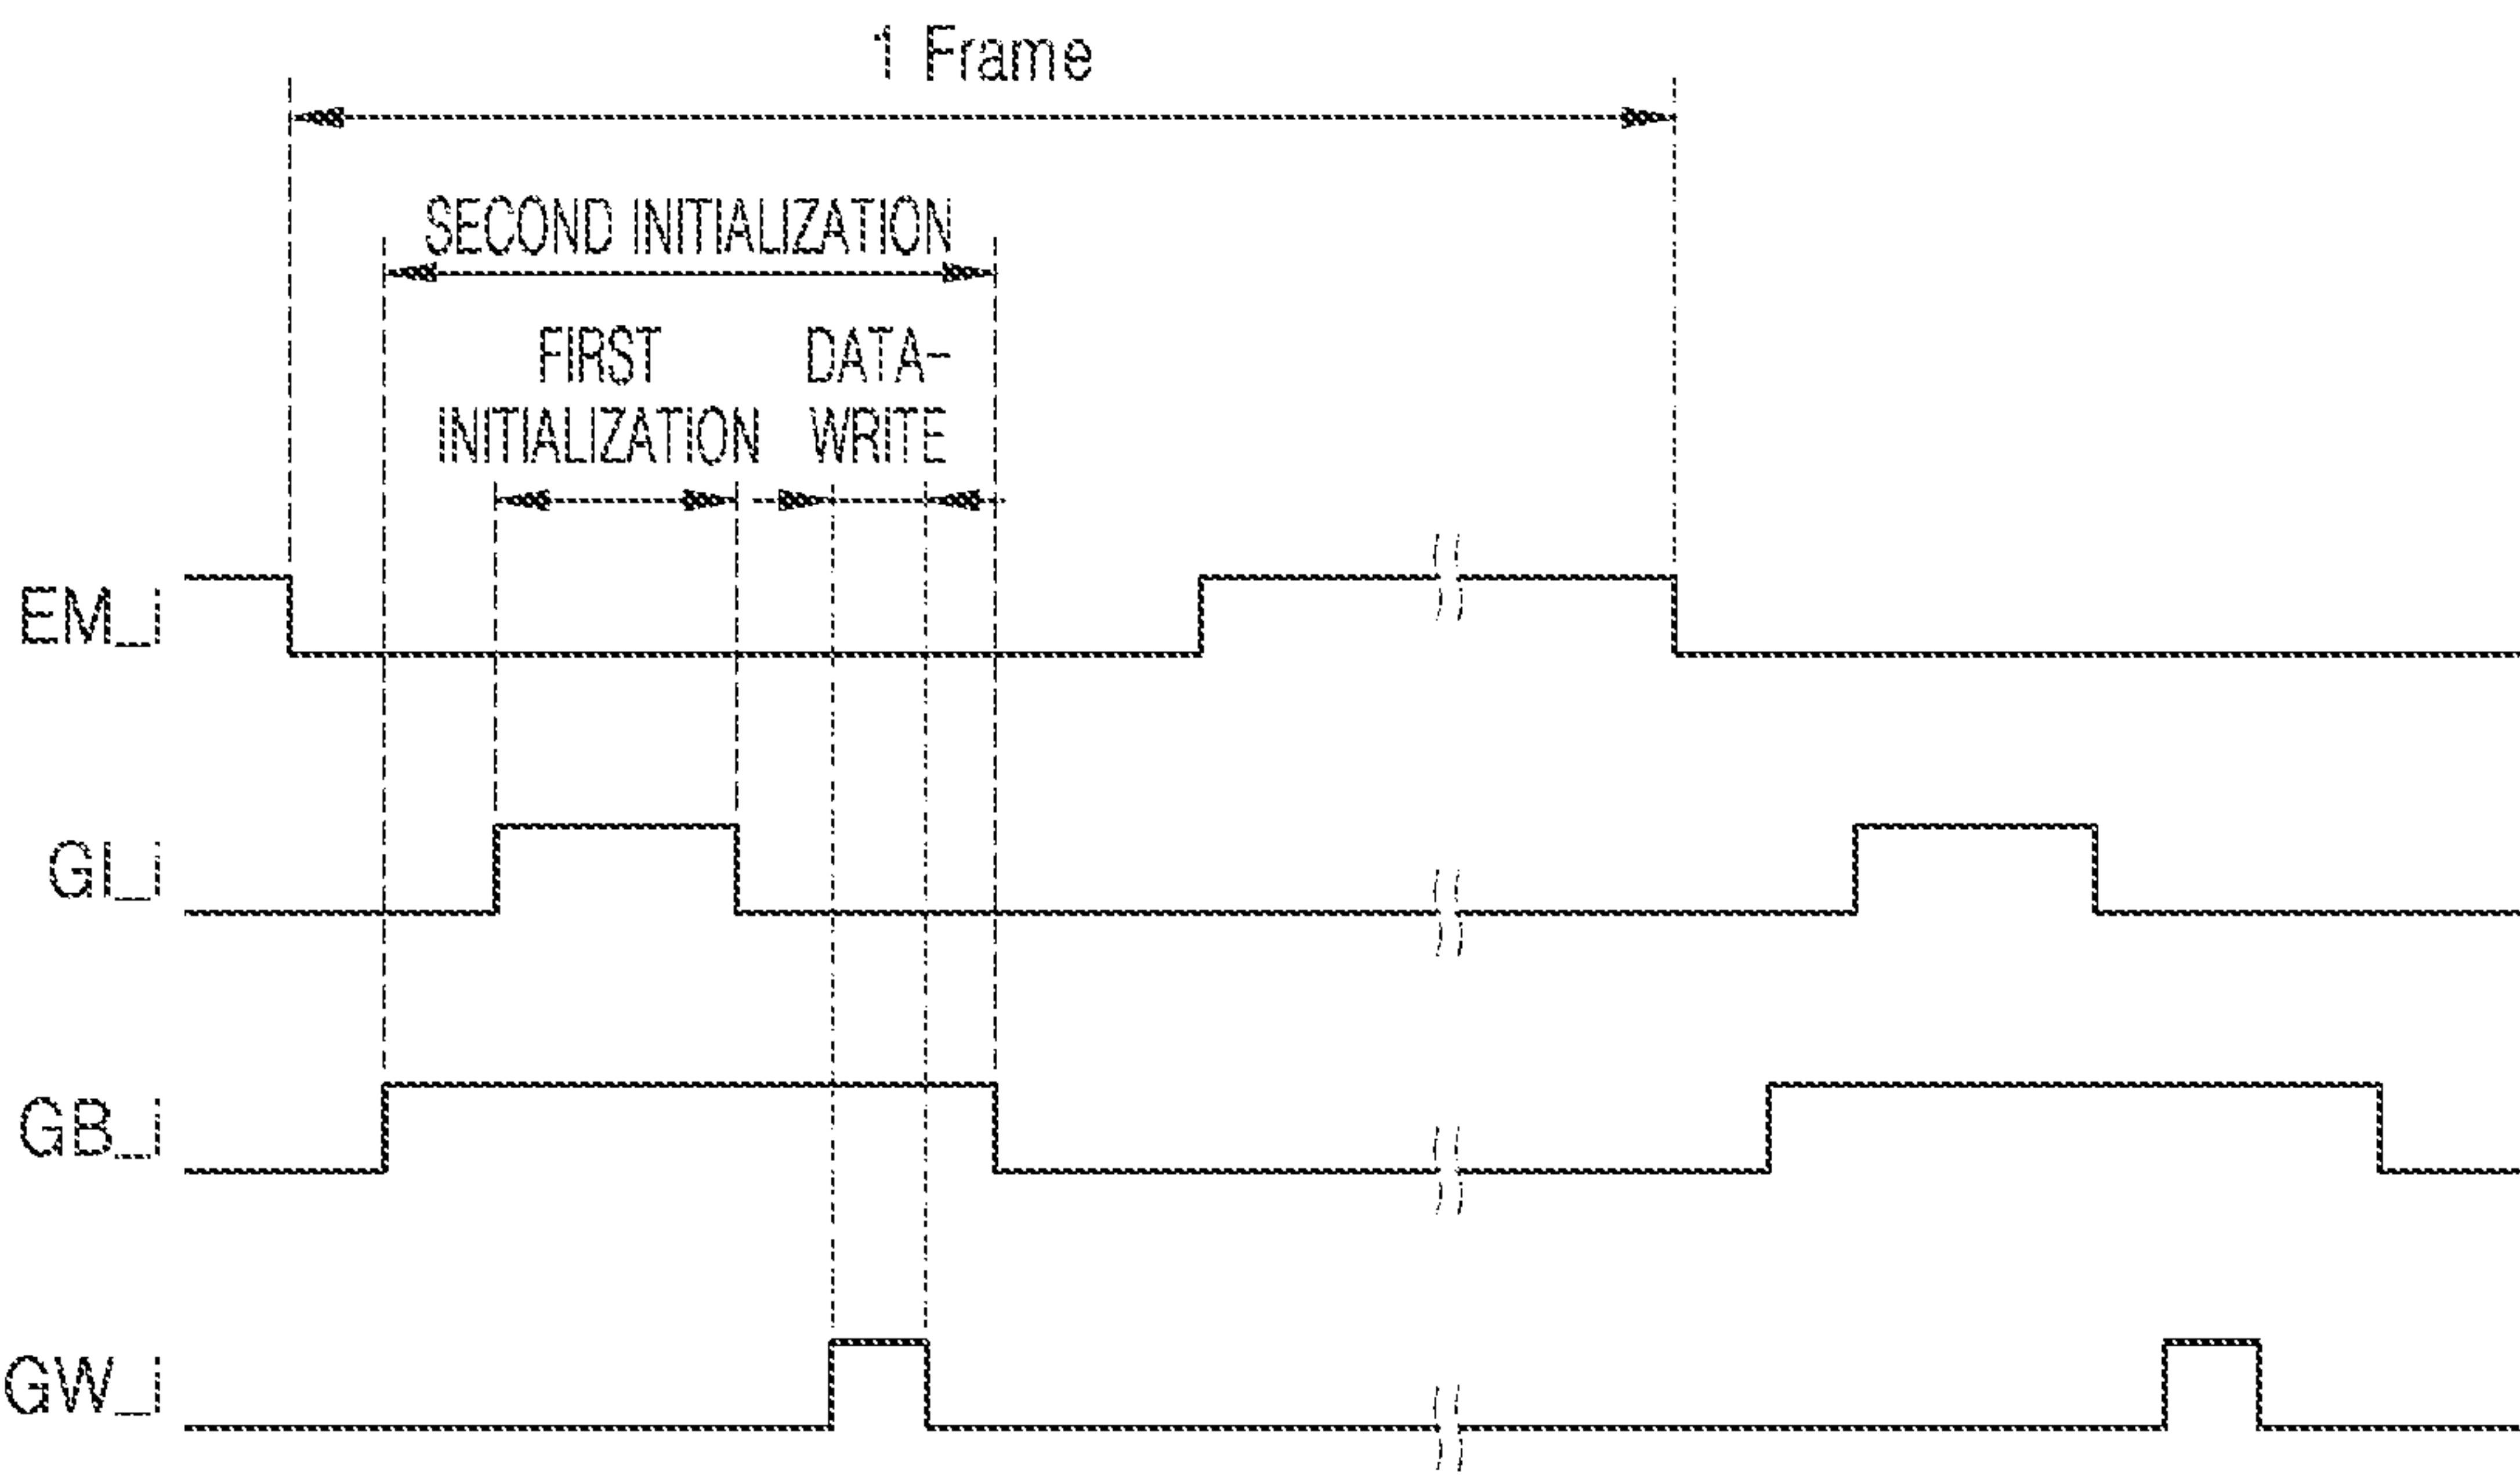 1 Frame
SECOND INITIALIZATION
FIRST
INITIALIZATION
DATA-
WRITE
EM_i
GI_i
GB_i
GW_i